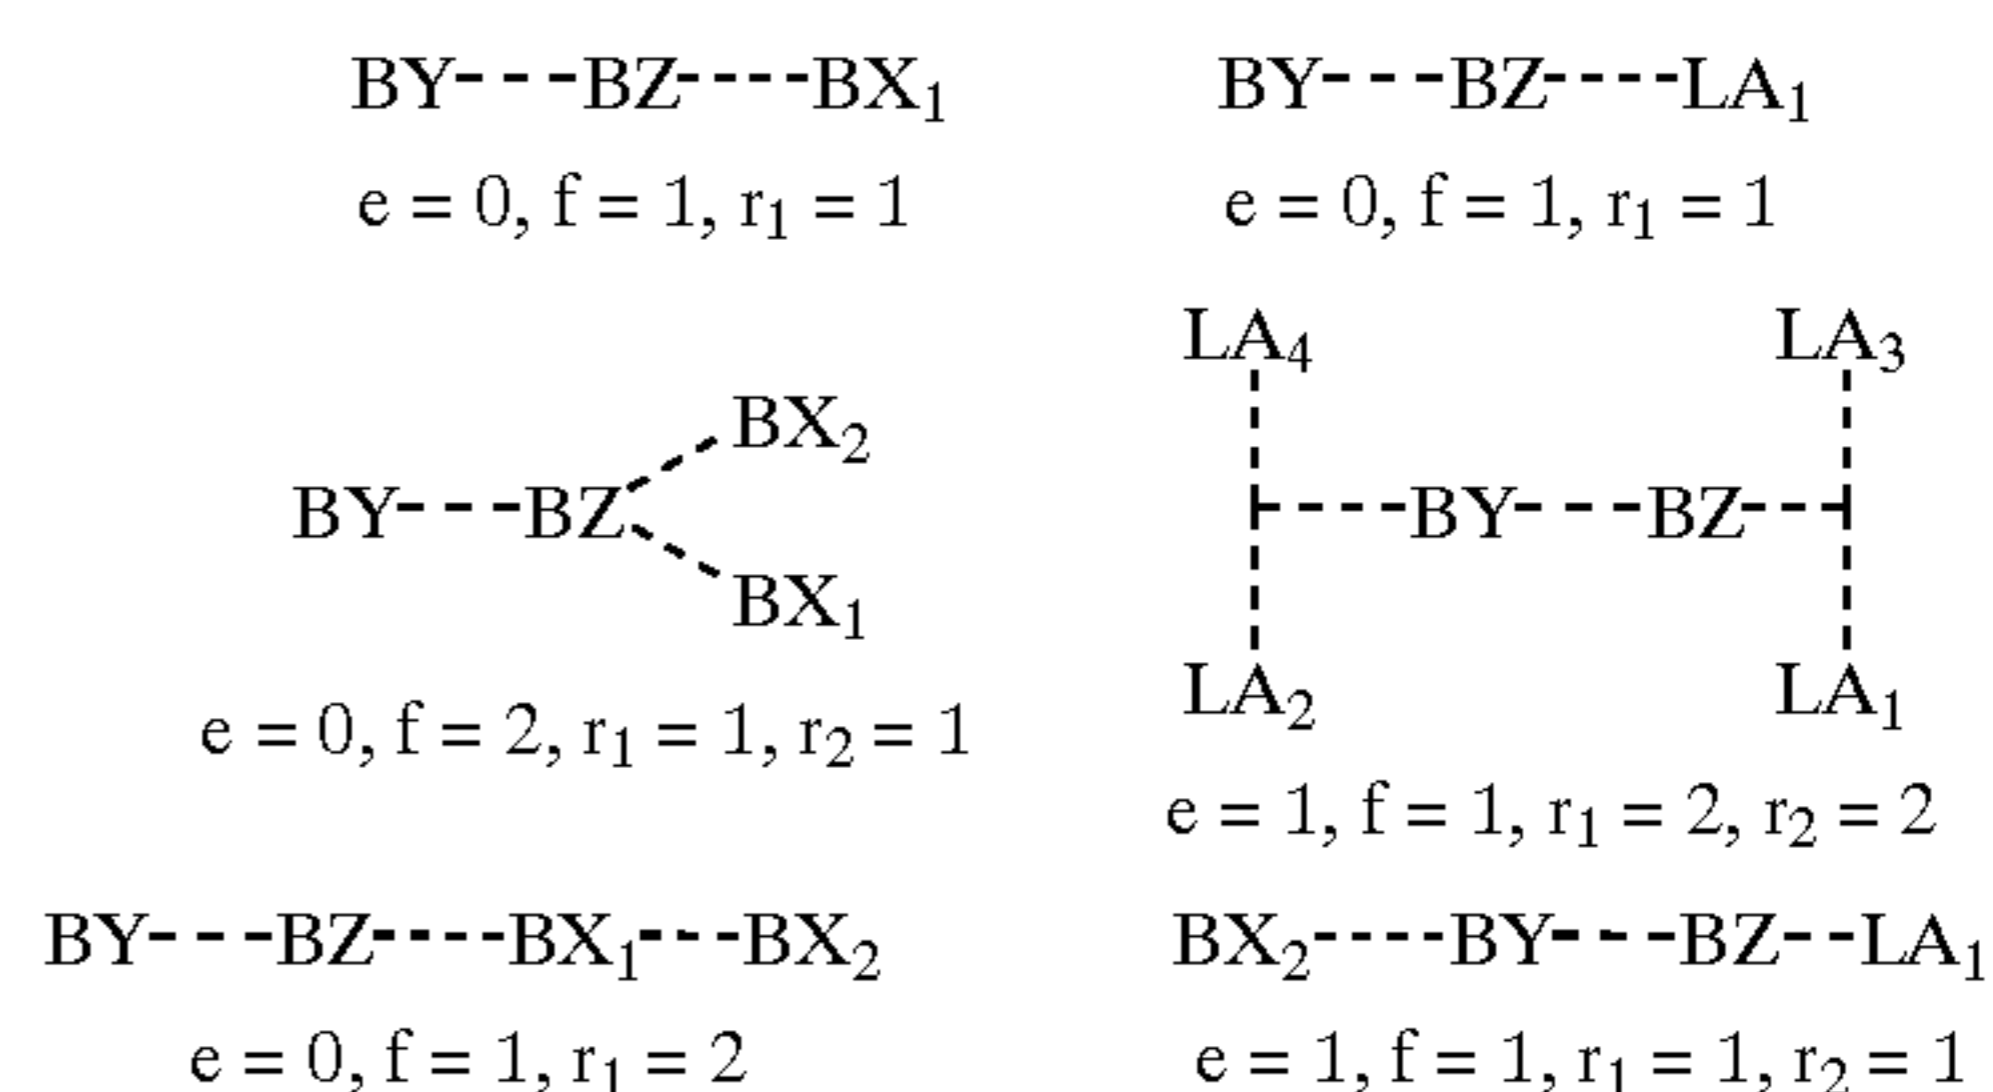 BY---BZ----BX₁
e = 0, f = 1, r₁ = 1
BY---BZ----LA₁
e = 0, f = 1, r₁ = 1
BX₂
BY---BZ
BX₁
e = 0, f = 2, r₁ = 1, r₂ = 1
LA₄ LA₃
BY---BZ
LA₂ LA₁
e = 1, f = 1, r₁ = 2, r₂ = 2
BY---BZ----BX₁---BX₂
e = 0, f = 1, r₁ = 2
BX₂----BY---BZ--LA₁
e = 1, f = 1, r₁ = 1, r₂ = 1